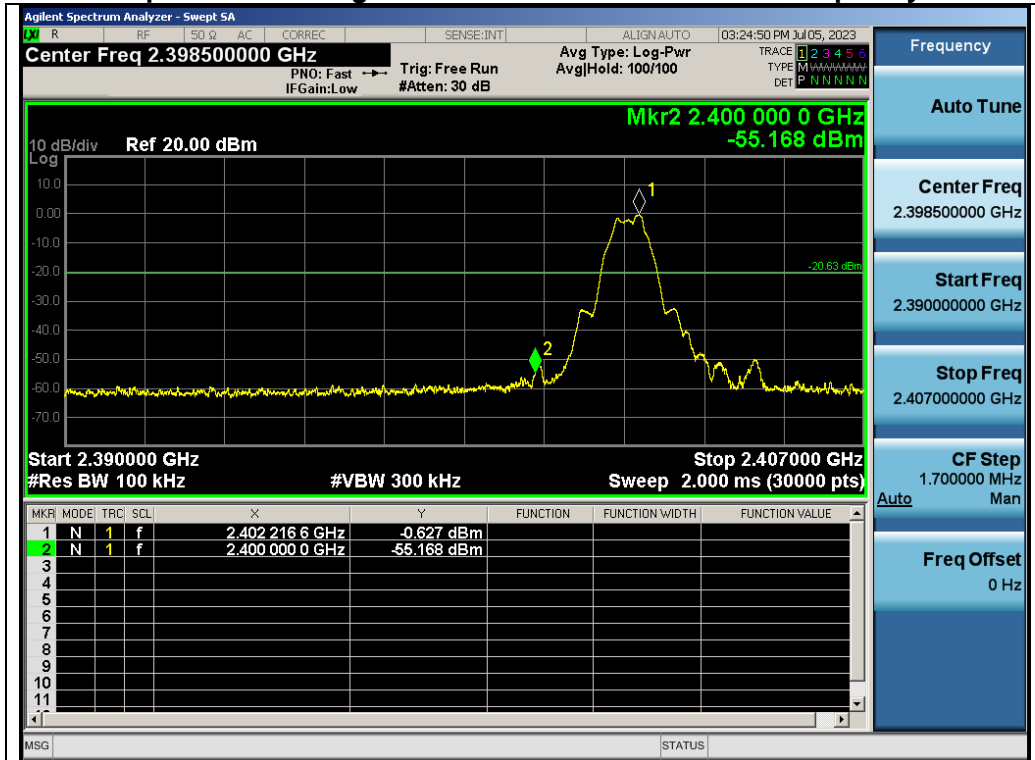 Agilent Spectrum Analyzer - Swept SA
LXI R RF 50 Ω AC CORREC SENSE:INT ALIGN AUTO 03:24:50 PM Jul 05, 2023
Center Freq 2.398500000 GHz
PNO: Fast
IFGain:Low
Trig: Free Run
#Atten: 30 dB
Avg Type: Log-Pwr
Avg|Hold: 100/100
TRACE 1 2 3 4 5 6
TYPE M WWWWW
DET P N N N N N
Mkr2 2.400 000 0 GHz
-55.168 dBm
10 dB/div Ref 20.00 dBm
Log
10.0
0.00
-10.0
-20.0
-30.0
-40.0
-50.0
-60.0
-70.0
1
-20.63 dBm
2
Start 2.390000 GHz Stop 2.407000 GHz
#Res BW 100 kHz #VBW 300 kHz Sweep 2.000 ms (30000 pts)
MKR MODE TRC SCL X Y FUNCTION FUNCTION WIDTH FUNCTION VALUE
1 N 1 f 2.402 216 6 GHz -0.627 dBm
2 N 1 f 2.400 000 0 GHz -55.168 dBm
3
4
5
6
7
8
9
10
11
MSG STATUS
Frequency
Auto Tune
Center Freq
2.398500000 GHz
Start Freq
2.390000000 GHz
Stop Freq
2.407000000 GHz
CF Step
1.700000 MHz
Auto Man
Freq Offset
0 Hz